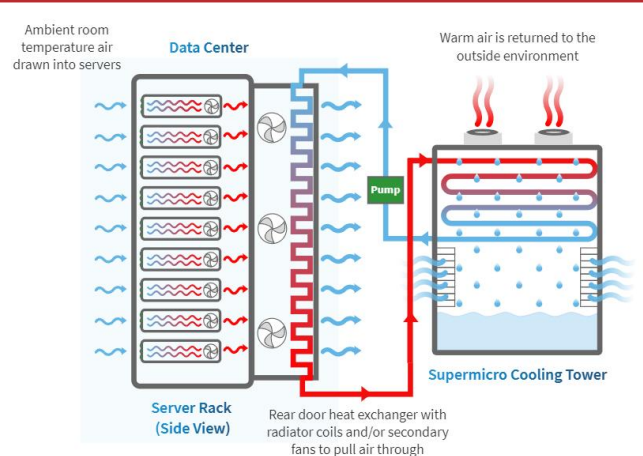 Ambient room
temperature air
drawn into servers
Data Center
Warm air is returned to the
outside environment
Pump
Supermicro Cooling Tower
Server Rack
(Side View)
Rear door heat exchanger with
radiator coils and/or secondary
fans to pull air through